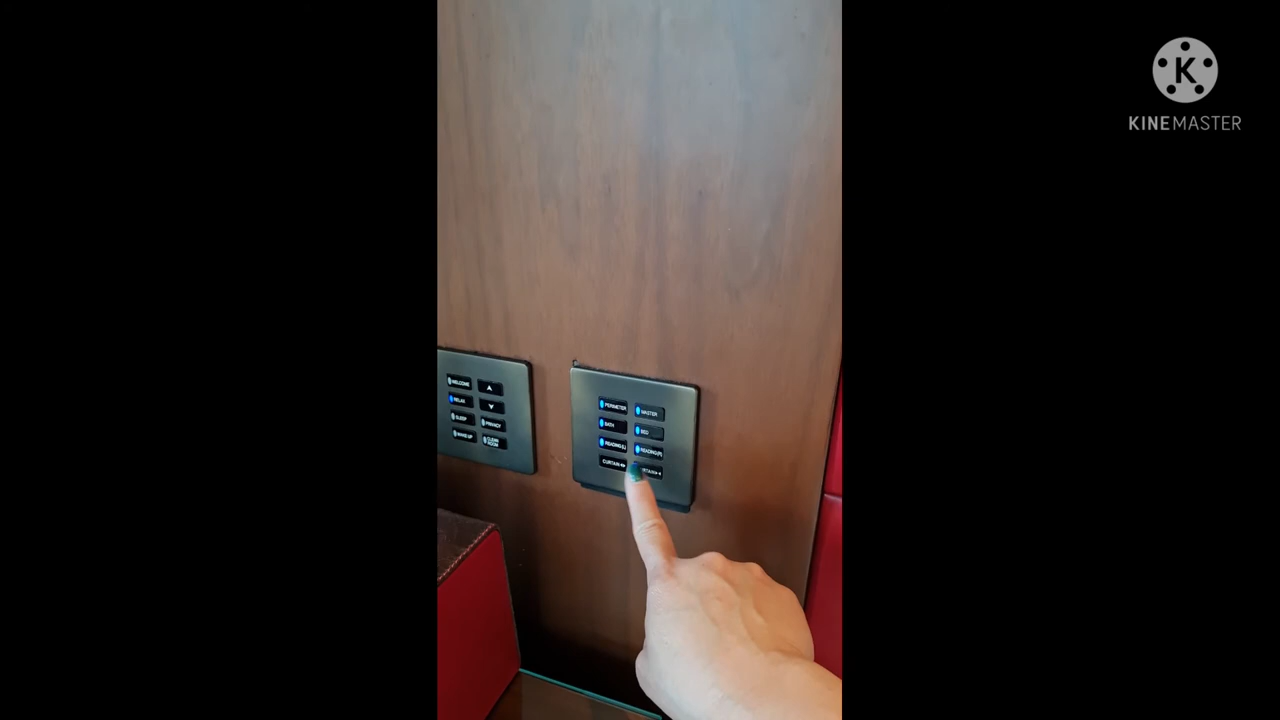 K
KINEMASTER
WELCOME
RELAX
SLEEP
PRIVACY
WAKE UP
CLEAN
ROOM
PERIMETER
MASTER
BATH
BED
READING(L)
READING(R)
CURTAIN